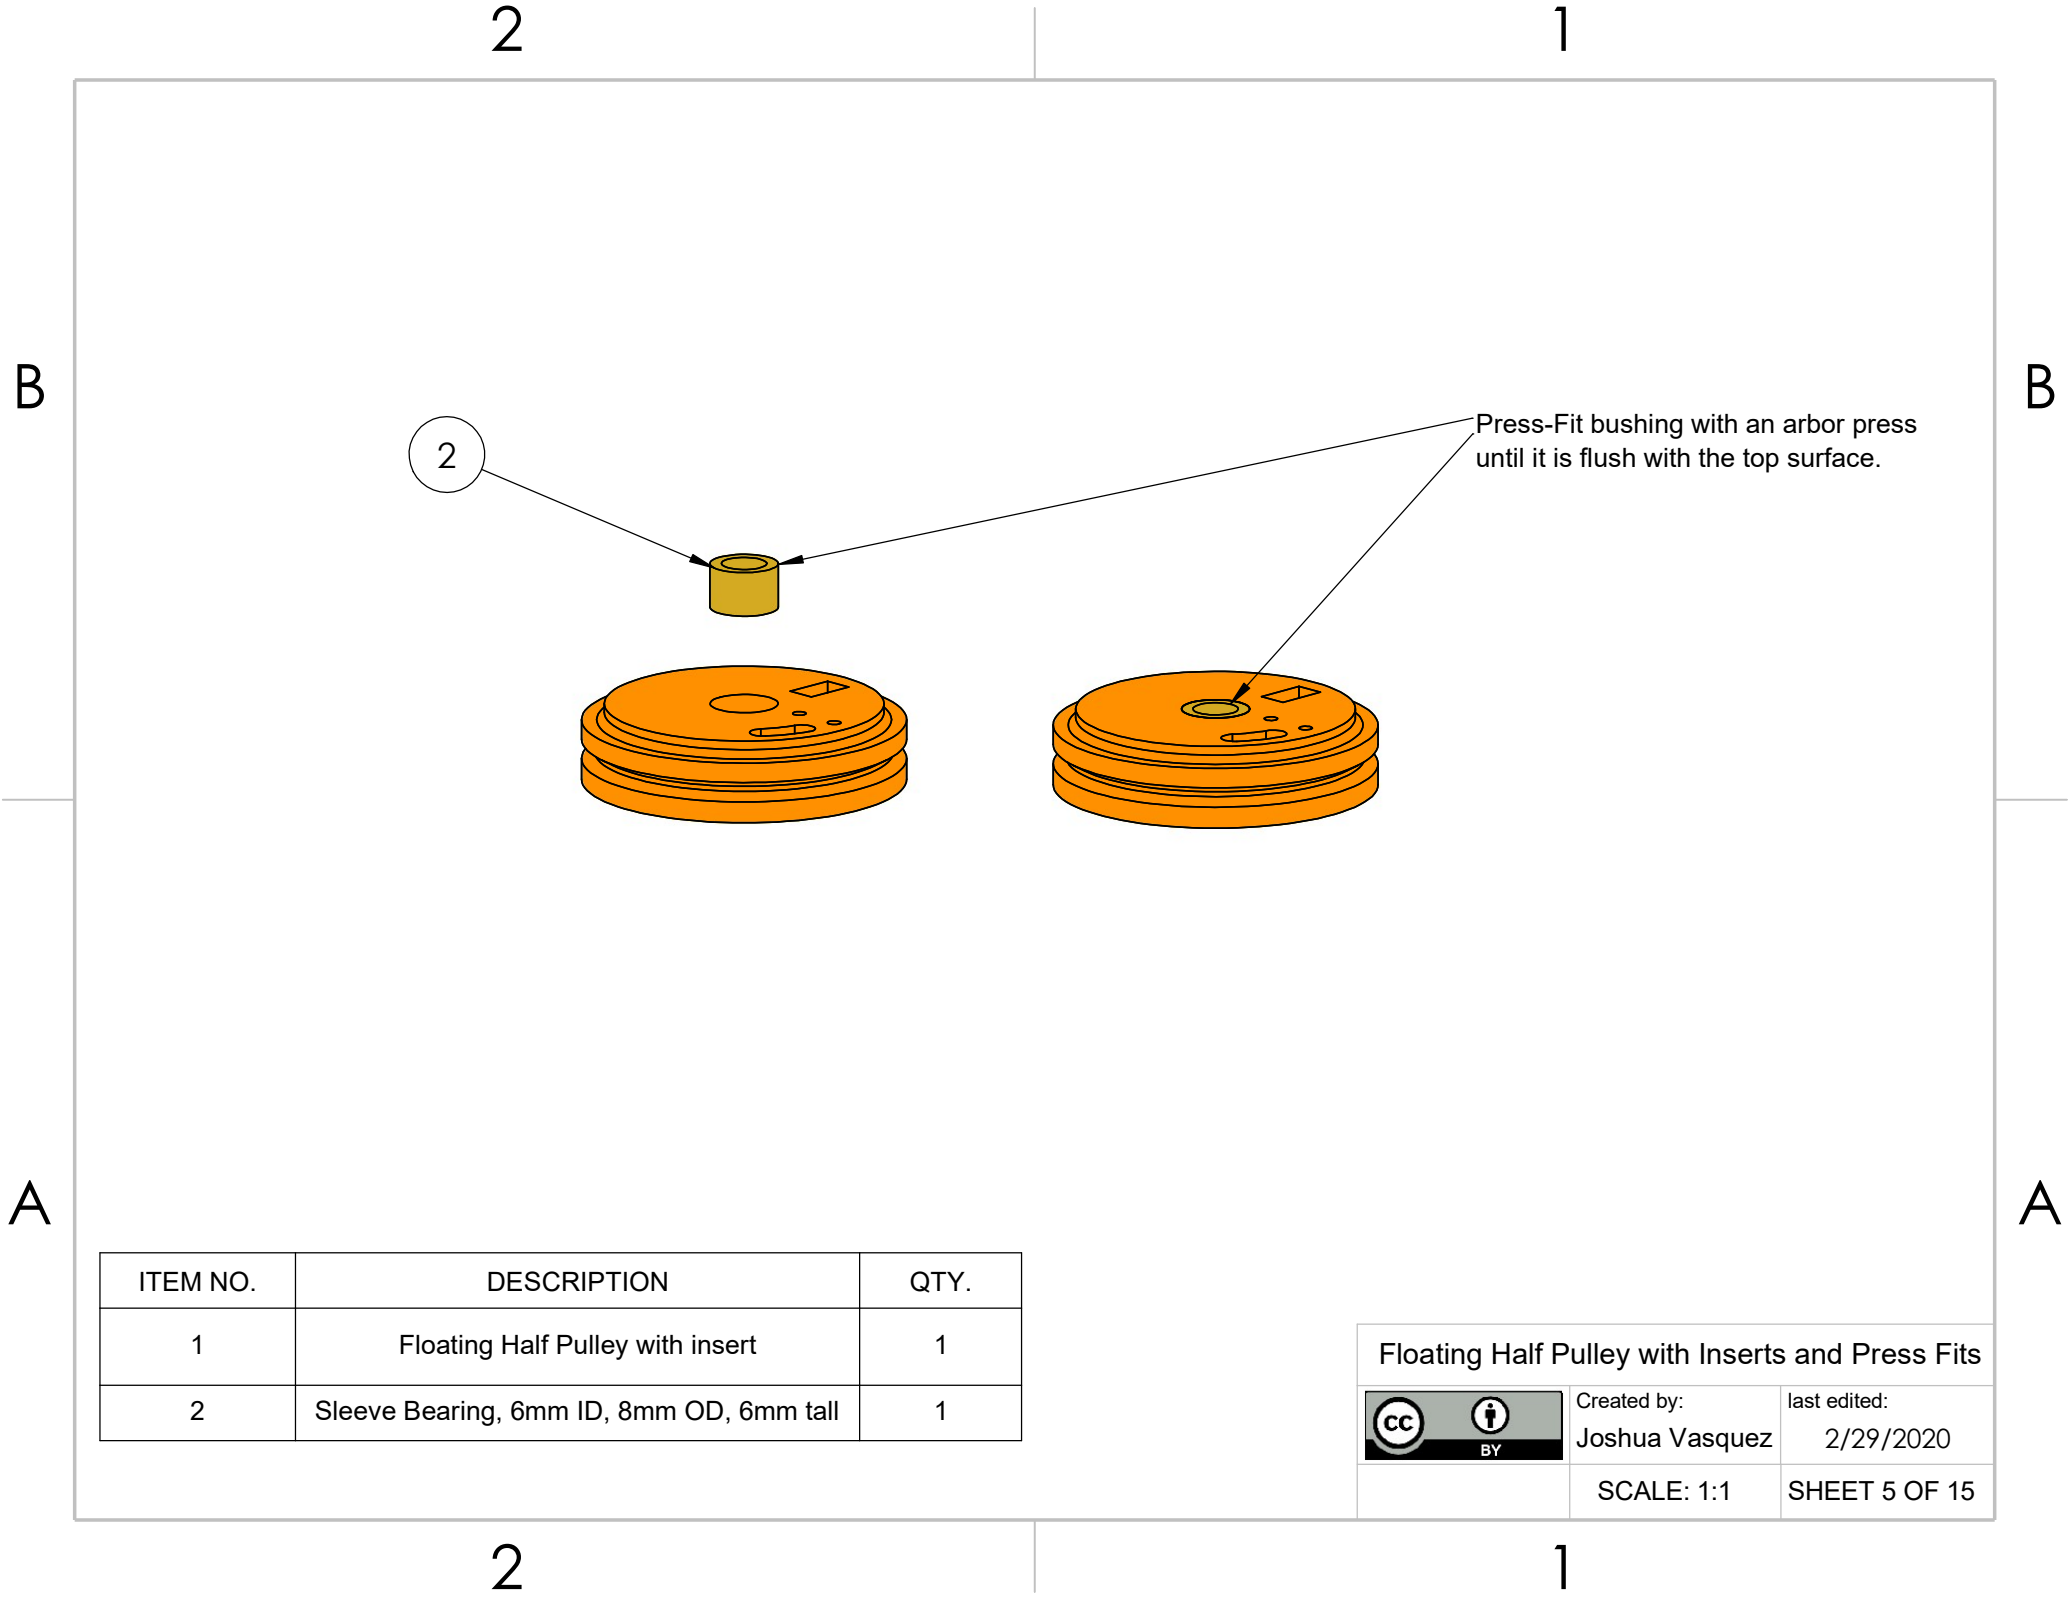 2 1
B B
2
Press-Fit bushing with an arbor press
until it is flush with the top surface.
A A
ITEM NO. DESCRIPTION QTY.
1 Floating Half Pulley with insert 1
2 Sleeve Bearing, 6mm ID, 8mm OD, 6mm tall 1
Floating Half Pulley with Inserts and Press Fits
cc BY
Created by:
Joshua Vasquez
last edited:
2/29/2020
SCALE: 1:1
SHEET 5 OF 15
2 1